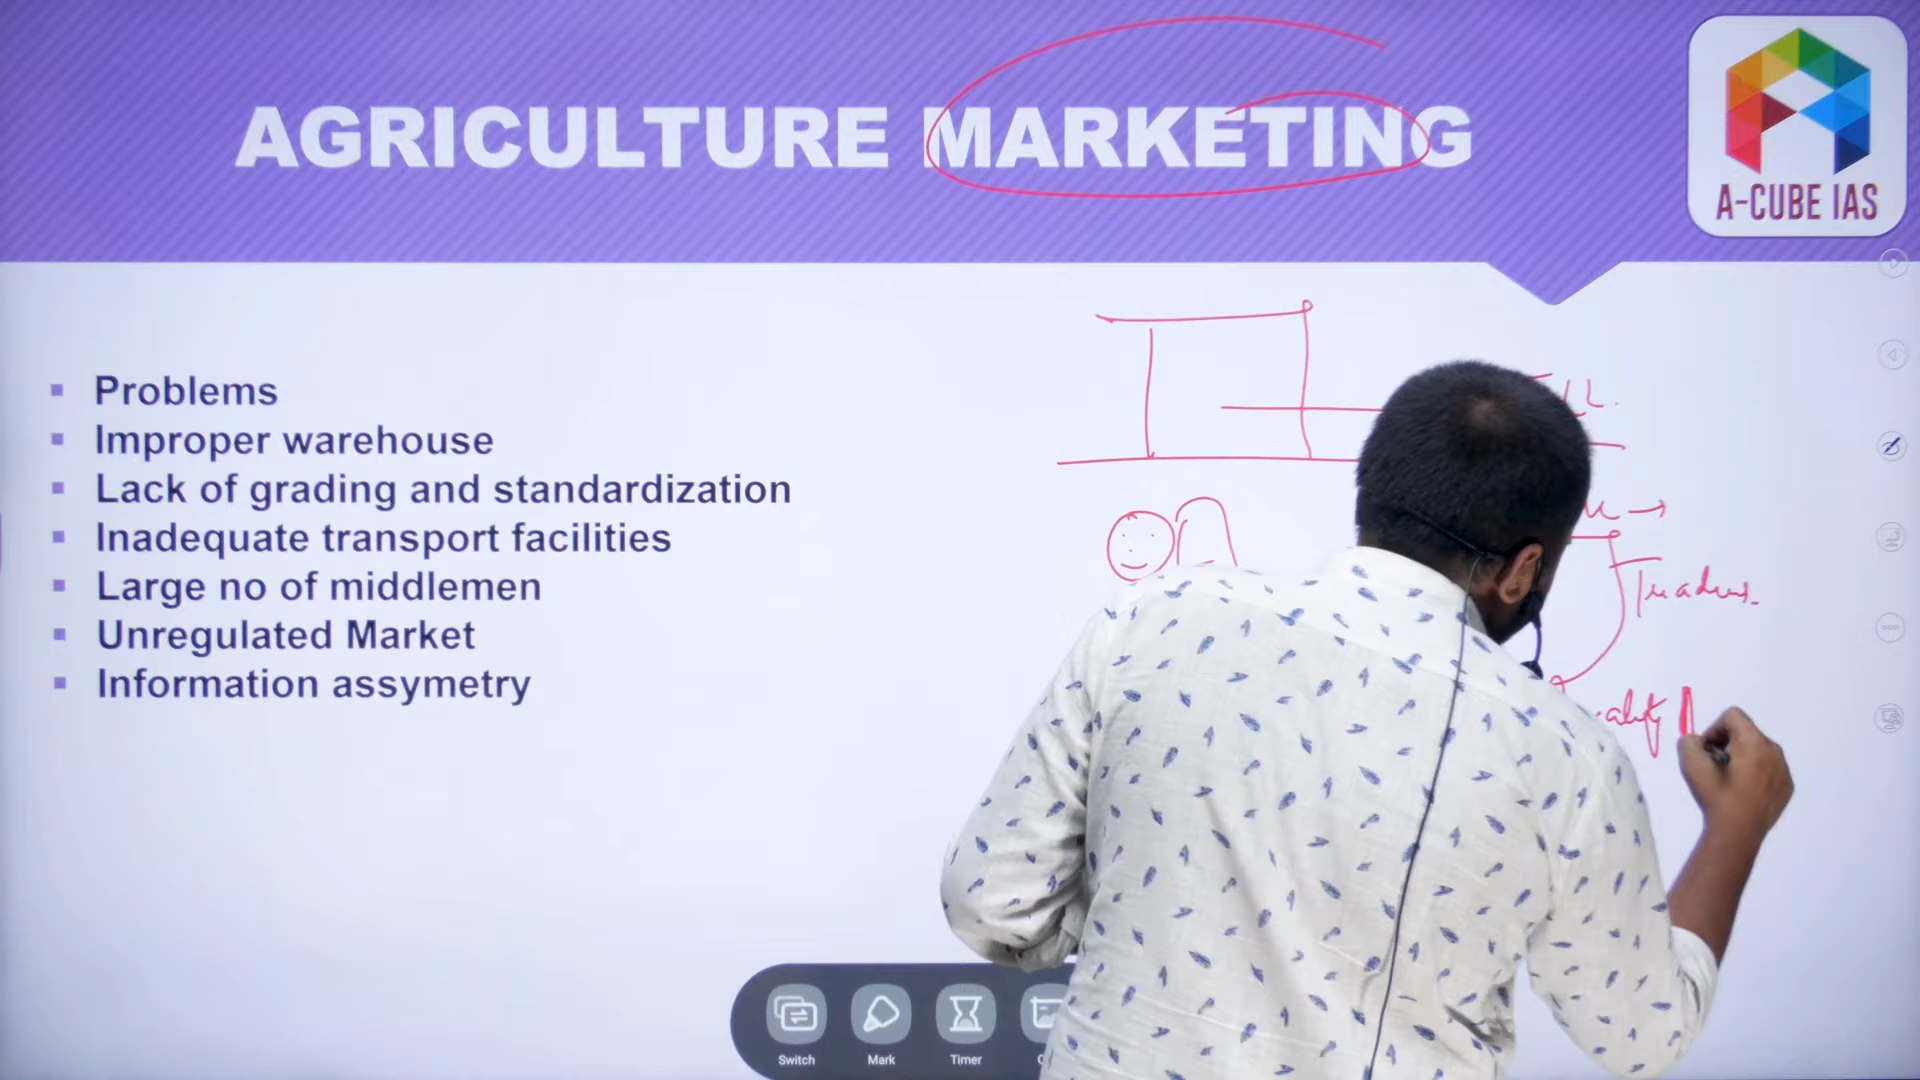 AGRICULTURE MARKETING
A-CUBE IAS
Problems
Improper warehouse
Lack of grading and standardization
Inadequate transport facilities
Large no of middlemen
Unregulated Market
Information assymetry
Traders.
Switch
Mark
Timer